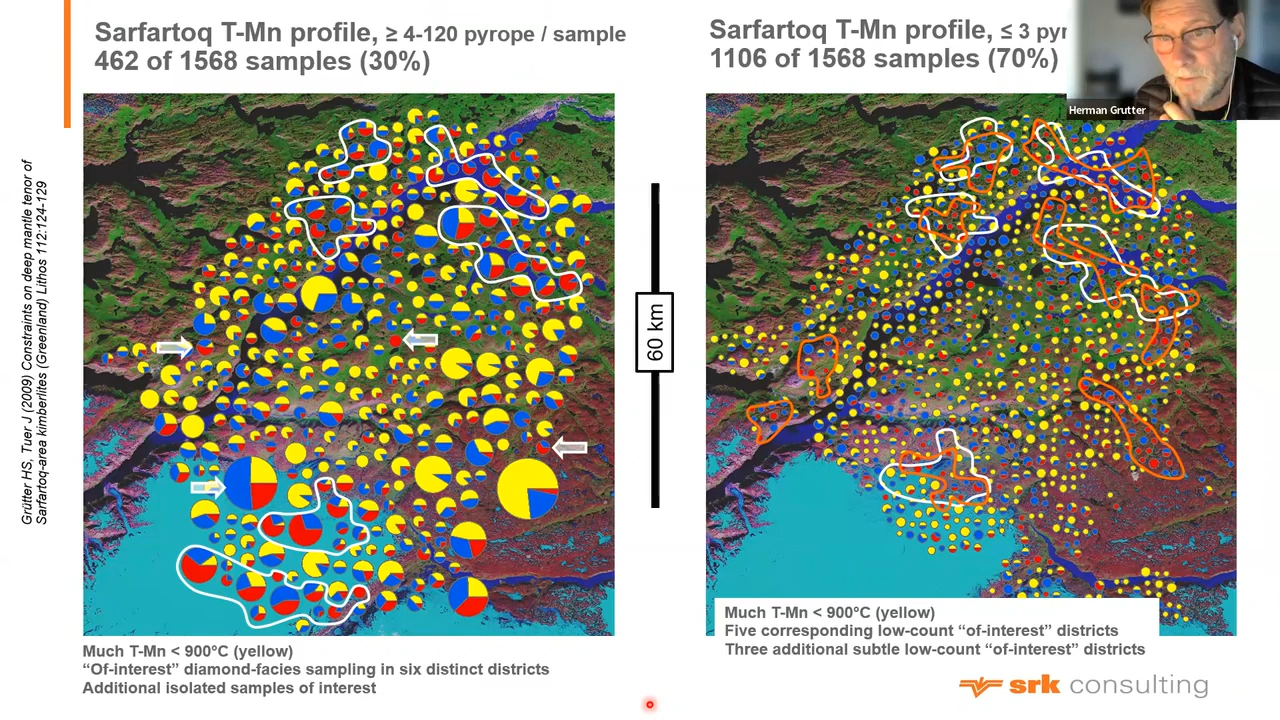 Sarfartoq T-Mn profile, ≥ 4-120 pyrope / sample
462 of 1568 samples (30%)
Sarfartoq T-Mn profile, ≤ 3 pyr
1106 of 1568 samples (70%)
Herman Grutter
Grütter HS, Tuer J (2009) Constraints on deep mantle tenor of
Sarfartoq-area kimberlites (Greenland) Lithos 112:124-129
60 km
Much T-Mn < 900°C (yellow)
"Of-interest" diamond-facies sampling in six distinct districts
Additional isolated samples of interest
Much T-Mn < 900°C (yellow)
Five corresponding low-count "of-interest" districts
Three additional subtle low-count "of-interest" districts
srk consulting